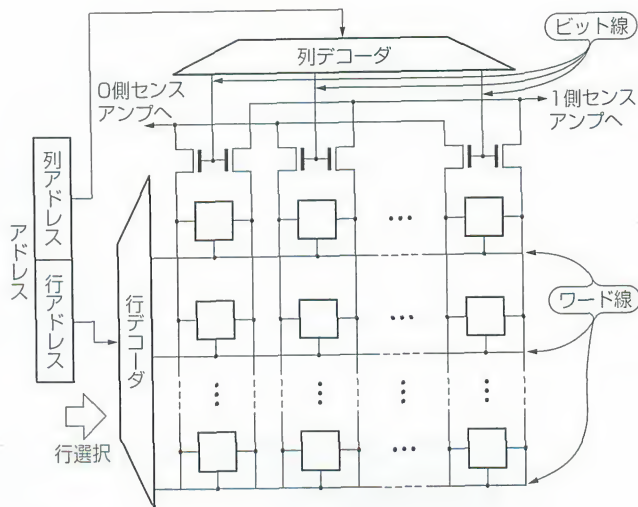 列デコーダ
ビット線
0側センス
アンプへ
1側センス
アンプへ
アドレス
列アドレス
行アドレス
行デコーダ
ワード線
行選択